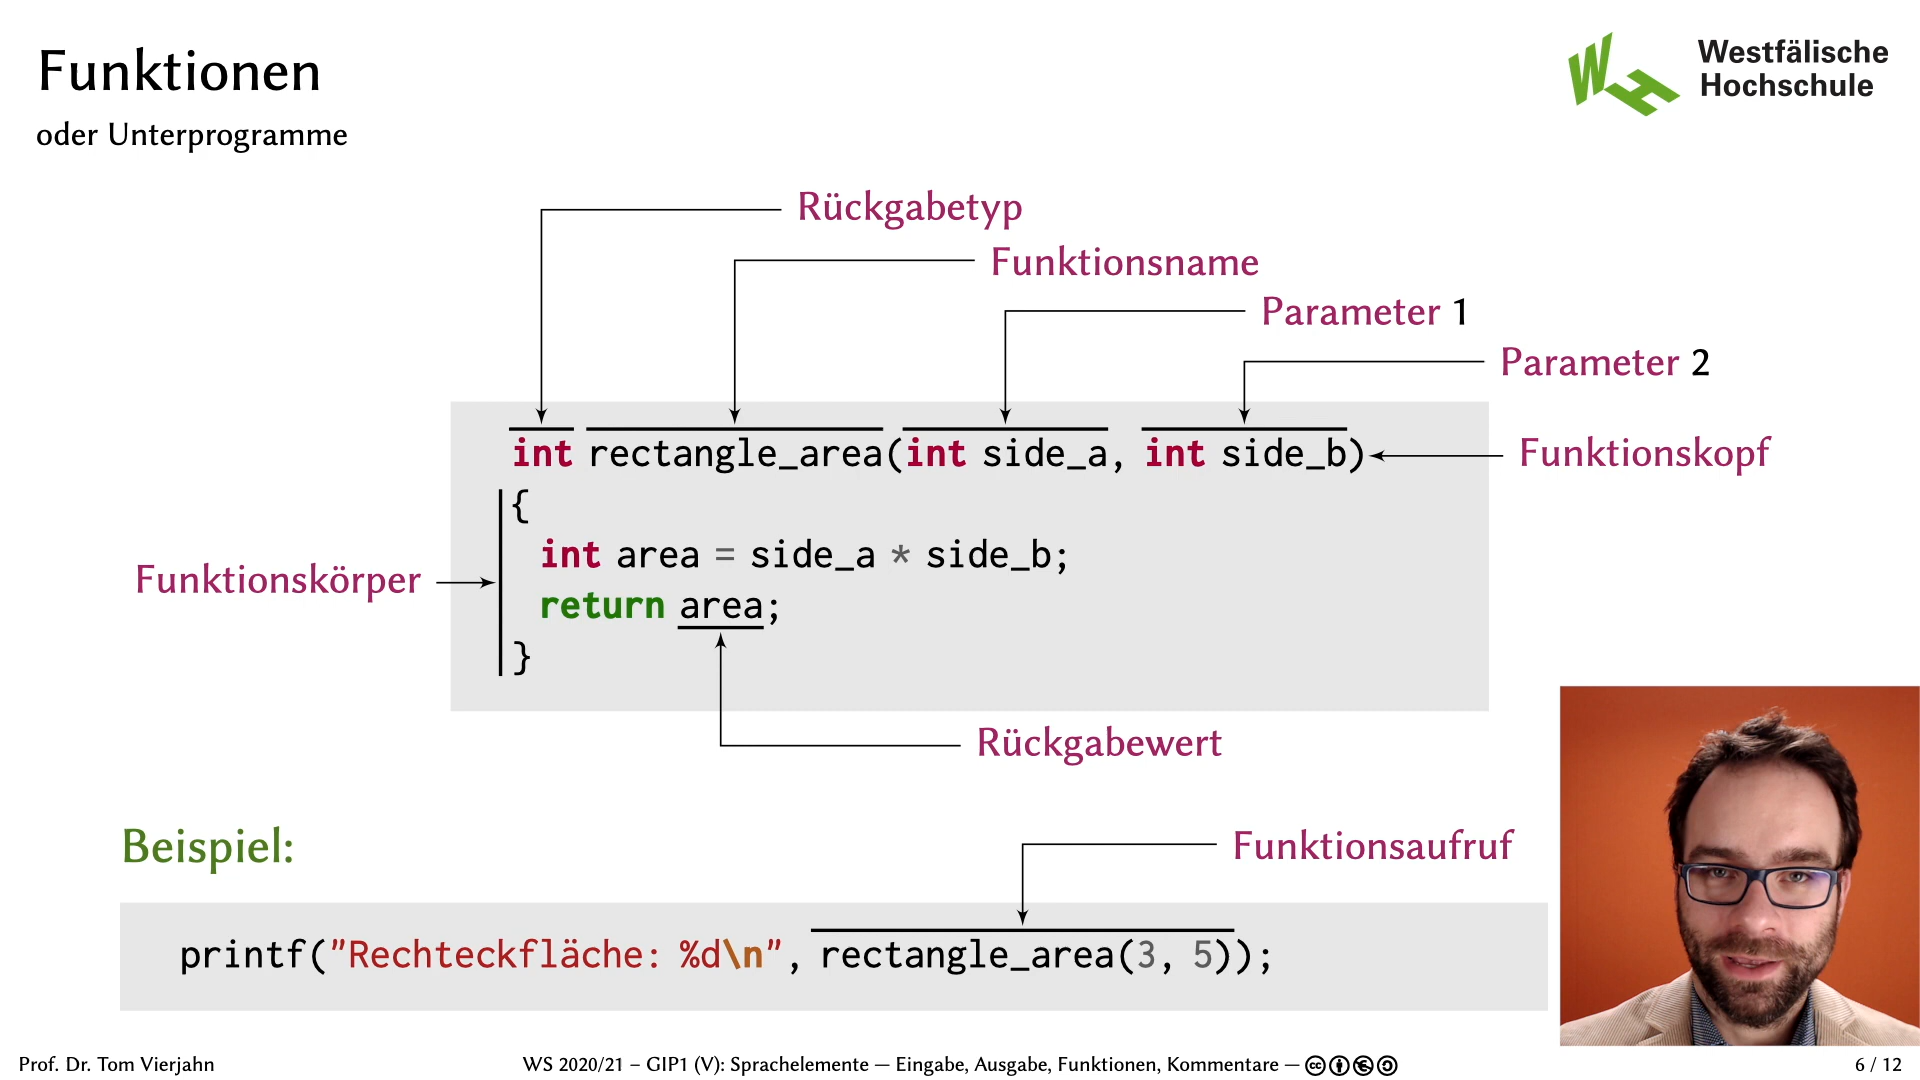 Funktionen
oder Unterprogramme
Westfälische
Hochschule
Rückgabetyp
Funktionsname
Parameter 1
Parameter 2
int rectangle_area(int side_a, int side_b)
Funktionskopf
{
int area = side_a * side_b;
Funktionskörper
return area;
}
Rückgabewert
Beispiel:
Funktionsaufruf
printf("Rechteckfläche: %d\n", rectangle_area(3, 5));
Prof. Dr. Tom Vierjahn
WS 2020/21 – GIP1 (V): Sprachelemente — Eingabe, Ausgabe, Funktionen, Kommentare —
6 / 12